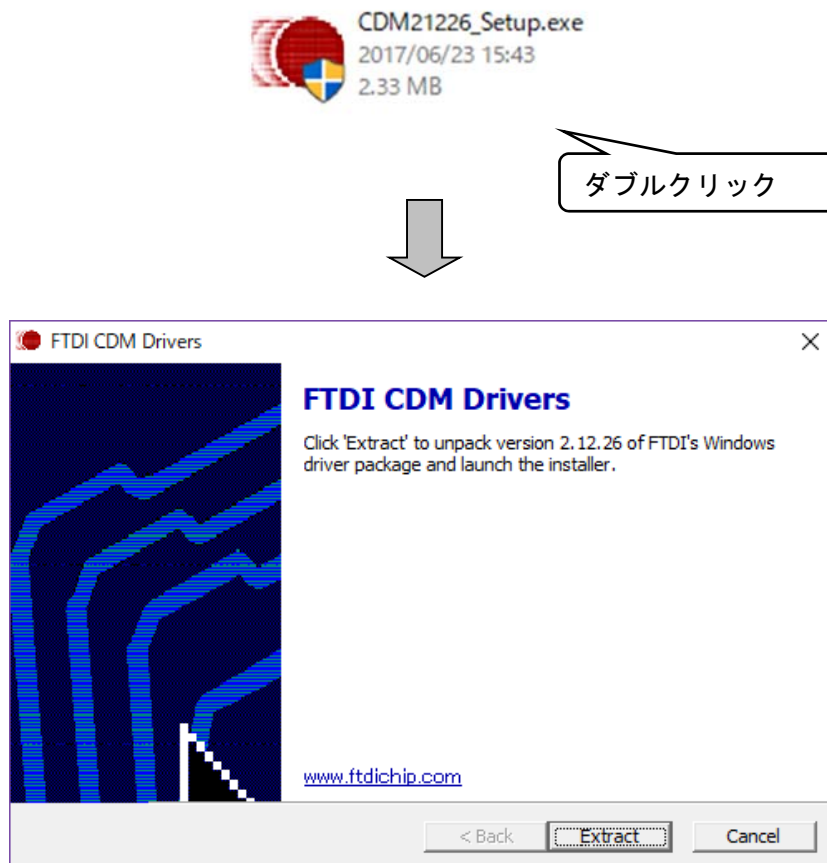 CDM21226_Setup.exe
2017/06/23 15:43
2.33 MB
ダブルクリック
FTDI CDM Drivers
FTDI CDM Drivers
Click 'Extract' to unpack version 2.12.26 of FTDI's Windows
driver package and launch the installer.
www.ftdichip.com
< Back Extract Cancel